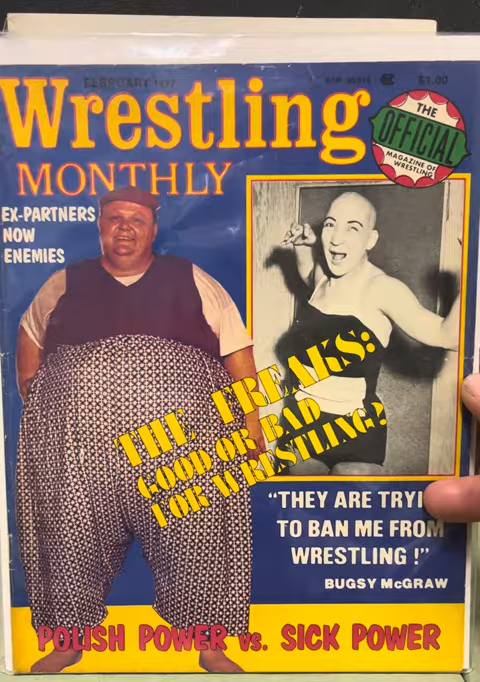 FEBRUARY 1977
$1.00
Wrestling
MONTHLY
THE
OFFICIAL
MAGAZINE OF
WRESTLING
EX-PARTNERS
NOW
ENEMIES
THE FREAKS:
GOOD OR BAD
FOR WRESTLING?
"THEY ARE TRYI
TO BAN ME FROM
WRESTLING !"
BUGSY McGRAW
POLISH POWER vs. SICK POWER